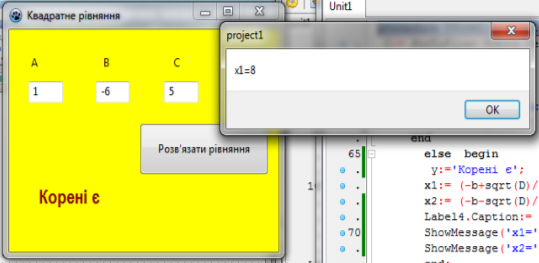 Квадратне рівняння
A B C
1 -6 5
Розв'язати рівняння
Корені є
project1
x1=8
OK
Unit1
end
65 else begin
y:='Корені є';
x1:= (-b+sqrt(D)/
x2:= (-b-sqrt(D)/
Label4.Caption:=
70 ShowMessage('x1='
ShowMessage('x2='